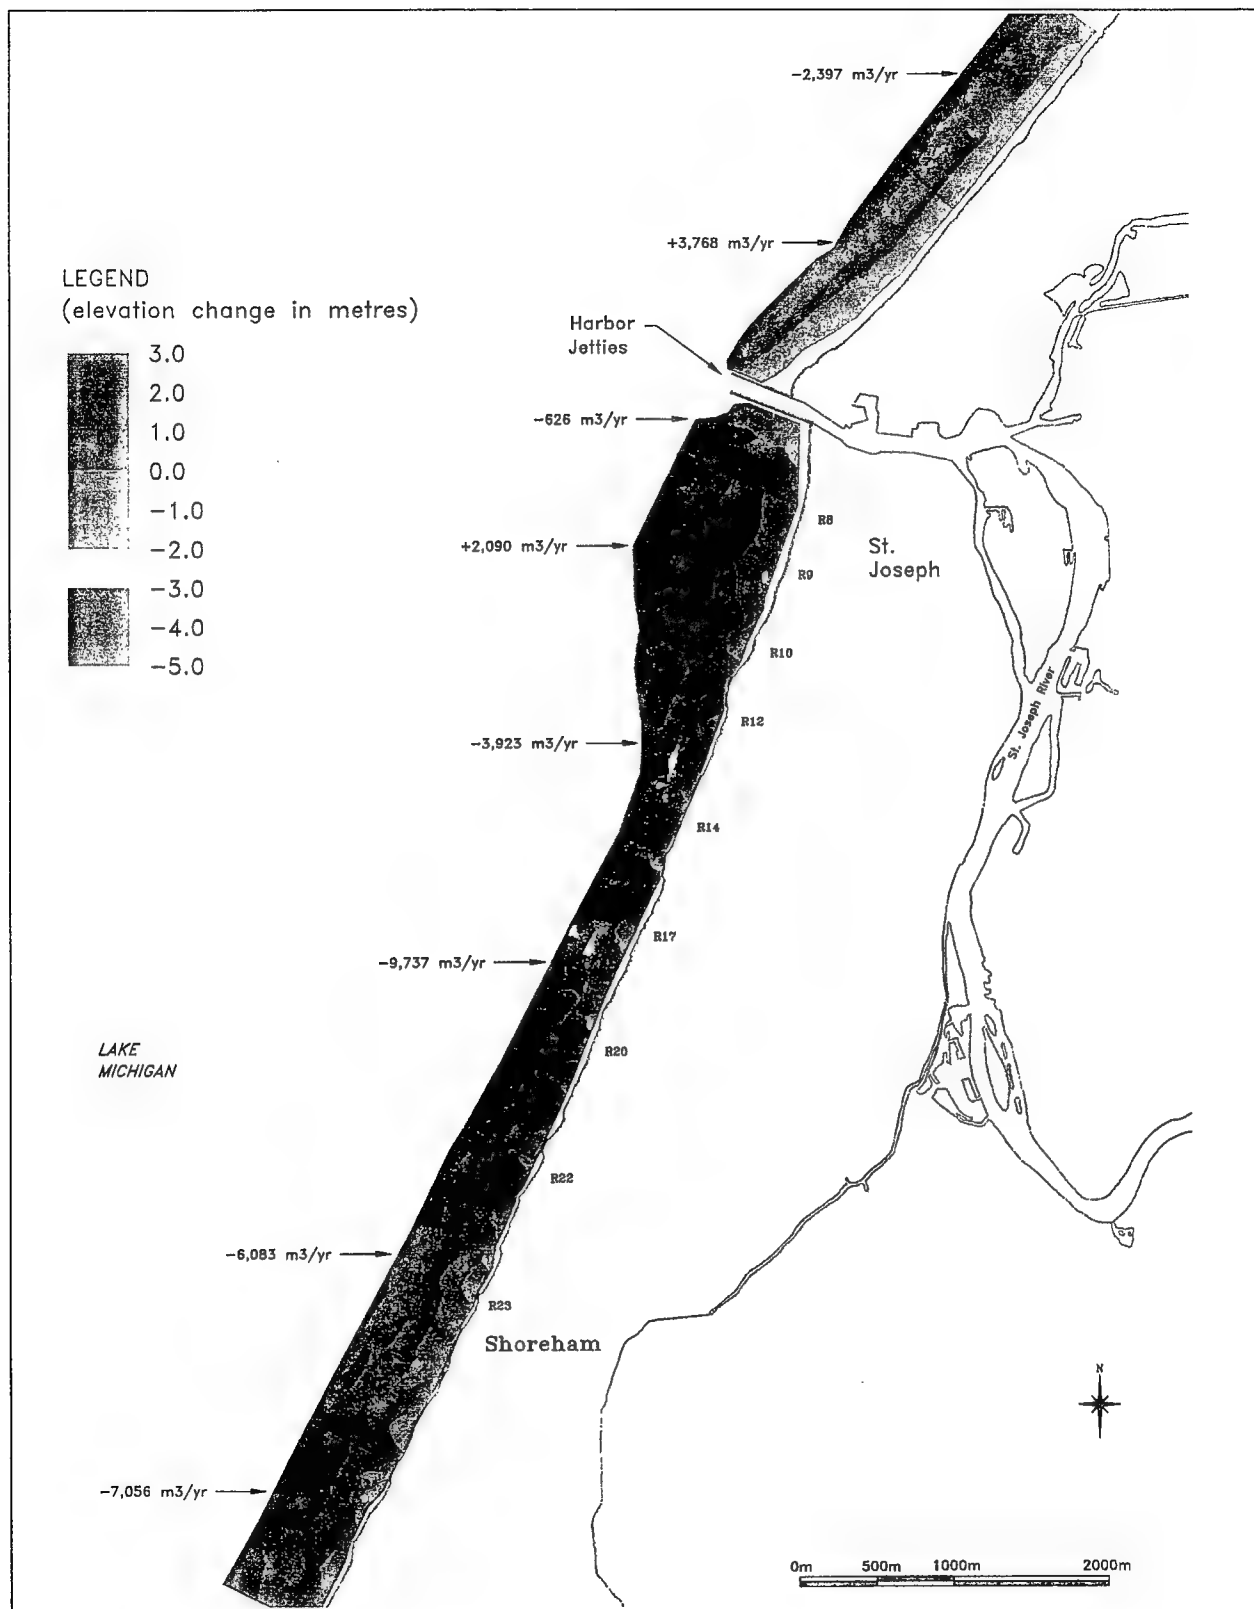 -2,397 m3/yr
+3,768 m3/yr
LEGEND
(elevation change in metres)
3.0
2.0
1.0
0.0
-1.0
-2.0
-3.0
-4.0
-5.0
Harbor
Jetties
-626 m3/yr
+2,090 m3/yr
R8
St.
Joseph
R9
R10
R12
St. Joseph River
-3,923 m3/yr
R14
R17
-9,737 m3/yr
R20
LAKE
MICHIGAN
R22
-6,083 m3/yr
R23
Shoreham
N
-7,056 m3/yr
0m 500m 1000m 2000m